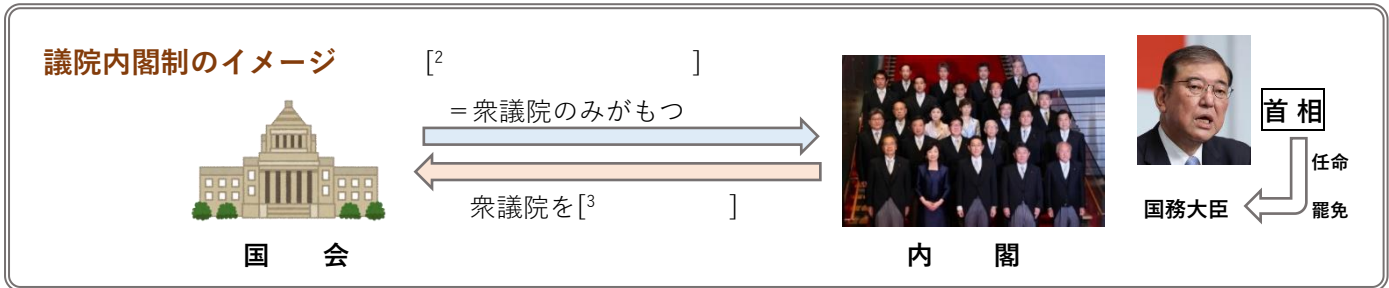 議院内閣制のイメージ
[2 ]
＝衆議院のみがもつ
衆議院を[3 ]
国 会
内 閣
首 相
任命
国務大臣
罷免